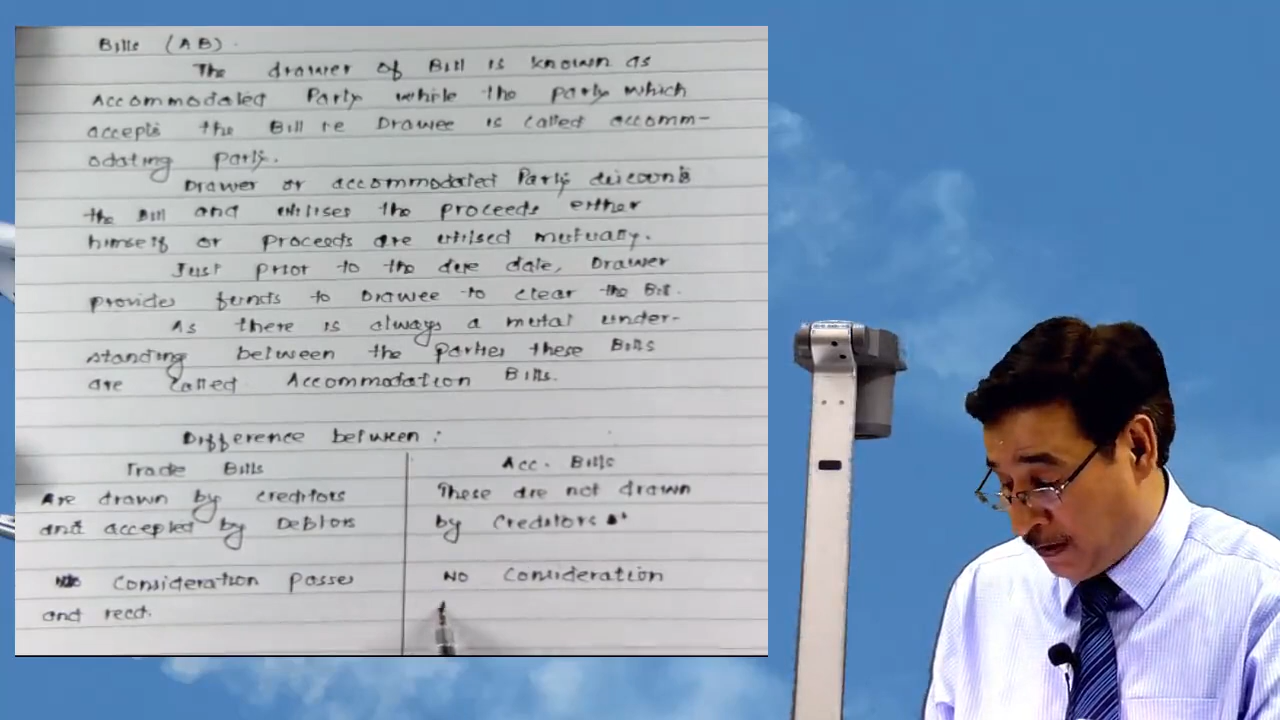 Bills (AB).
The drawer of Bill is known as
Accommodated Party while the party which
accepts the Bill ie Drawee is called accomm-
odating party.
Drawer or accommodated Party discounts
the Bill and utilises the proceeds either
himself or proceeds are utilised mutually.
Just prior to the due date, Drawer
provides funds to Drawee to clear the Bill.
As there is always a mutal under-
standing between the parties these Bills
are called Accommodation Bills.
Difference between :
Trade Bills
Acc. Bills
Are drawn by creditors
and accepted by Debtors
These are not drawn
by Creditors
Consideration Passes
and recd.
No Consideration